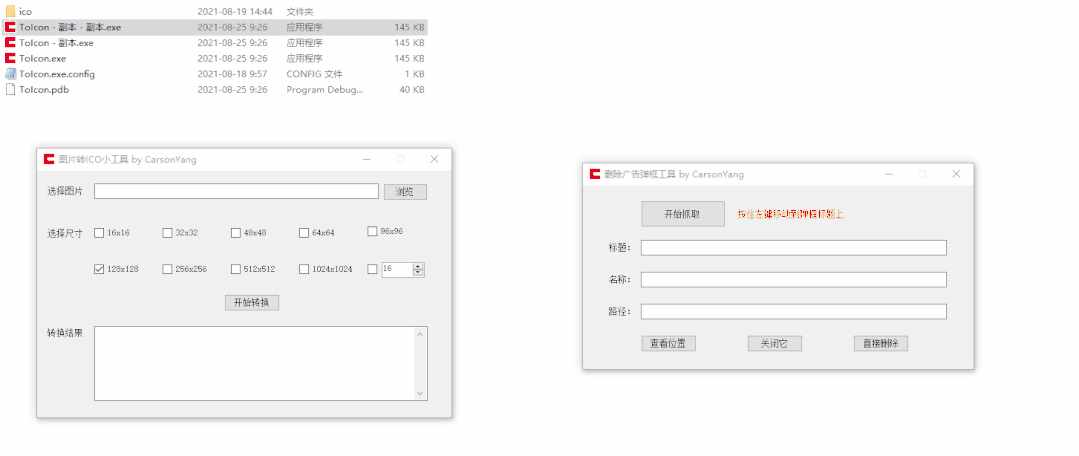 ico 2021-08-19 14:44 文件夹
ToIcon - 副本 - 副本.exe 2021-08-25 9:26 应用程序 145 KB
ToIcon - 副本.exe 2021-08-25 9:26 应用程序 145 KB
ToIcon.exe 2021-08-25 9:26 应用程序 145 KB
ToIcon.exe.config 2021-08-18 9:57 CONFIG 文件 1 KB
ToIcon.pdb 2021-08-25 9:26 Program Debug... 40 KB
图片转ICO小工具 by CarsonYang
选择图片 浏览
选择尺寸 16x16 32x32 48x48 64x64 96x96
128x128 256x256 512x512 1024x1024 16
开始转换
转换结果
删除广告弹框工具 by CarsonYang
开始抓取 按住左键移动到弹框标题上
标题：
名称：
路径：
查看位置 关闭它 直接删除